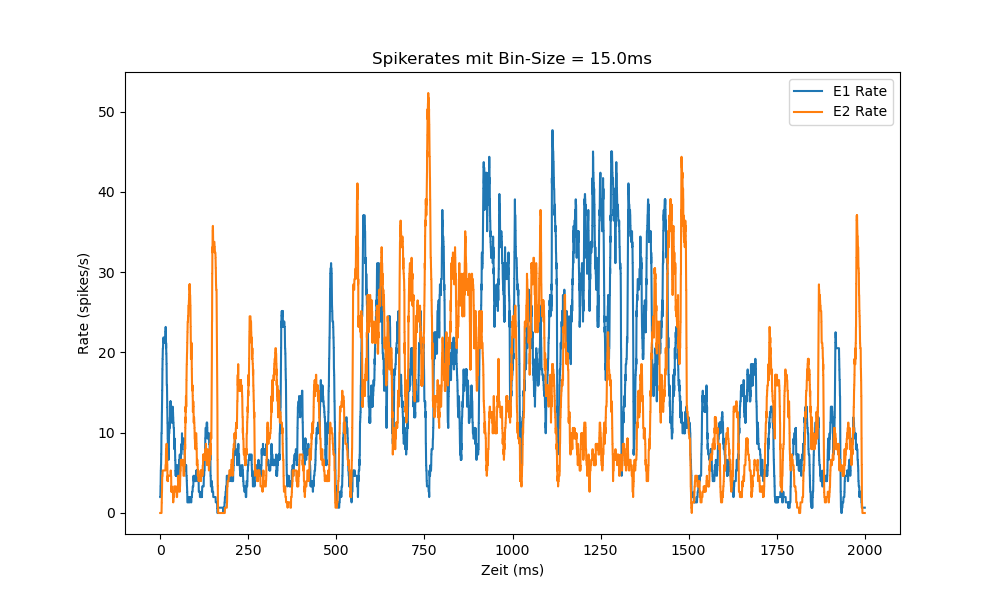 Spikerates mit Bin-Size = 15.0ms
E1 Rate
E2 Rate
Rate (spikes/s)
50
40
30
20
10
0
0 250 500 750 1000 1250 1500 1750 2000
Zeit (ms)